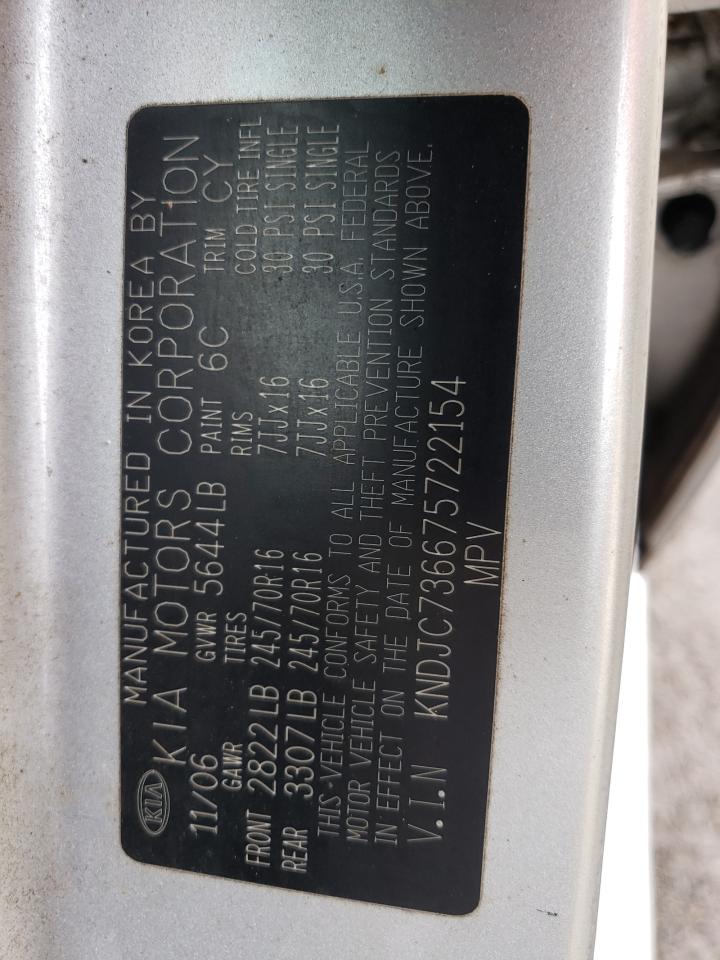 MANUFACTURED IN KOREA BY
KIA KIA MOTORS CORPORATION
11/06 GVWR 5644LB PAINT 6C TRIM CY
GAWR TIRES RIMS COLD TIRE INFL
FRONT 2822LB 245/70R16 7JJx16 30 PSI SINGLE
REAR 3307LB 245/70R16 7JJx16 30 PSI SINGLE
THIS VEHICLE CONFORMS TO ALL APPLICABLE U.S.A. FEDERAL
MOTOR VEHICLE SAFETY AND THEFT PREVENTION STANDARDS
IN EFFECT ON THE DATE OF MANUFACTURE SHOWN ABOVE.
V.I.N KNDJC736675722154
MPV